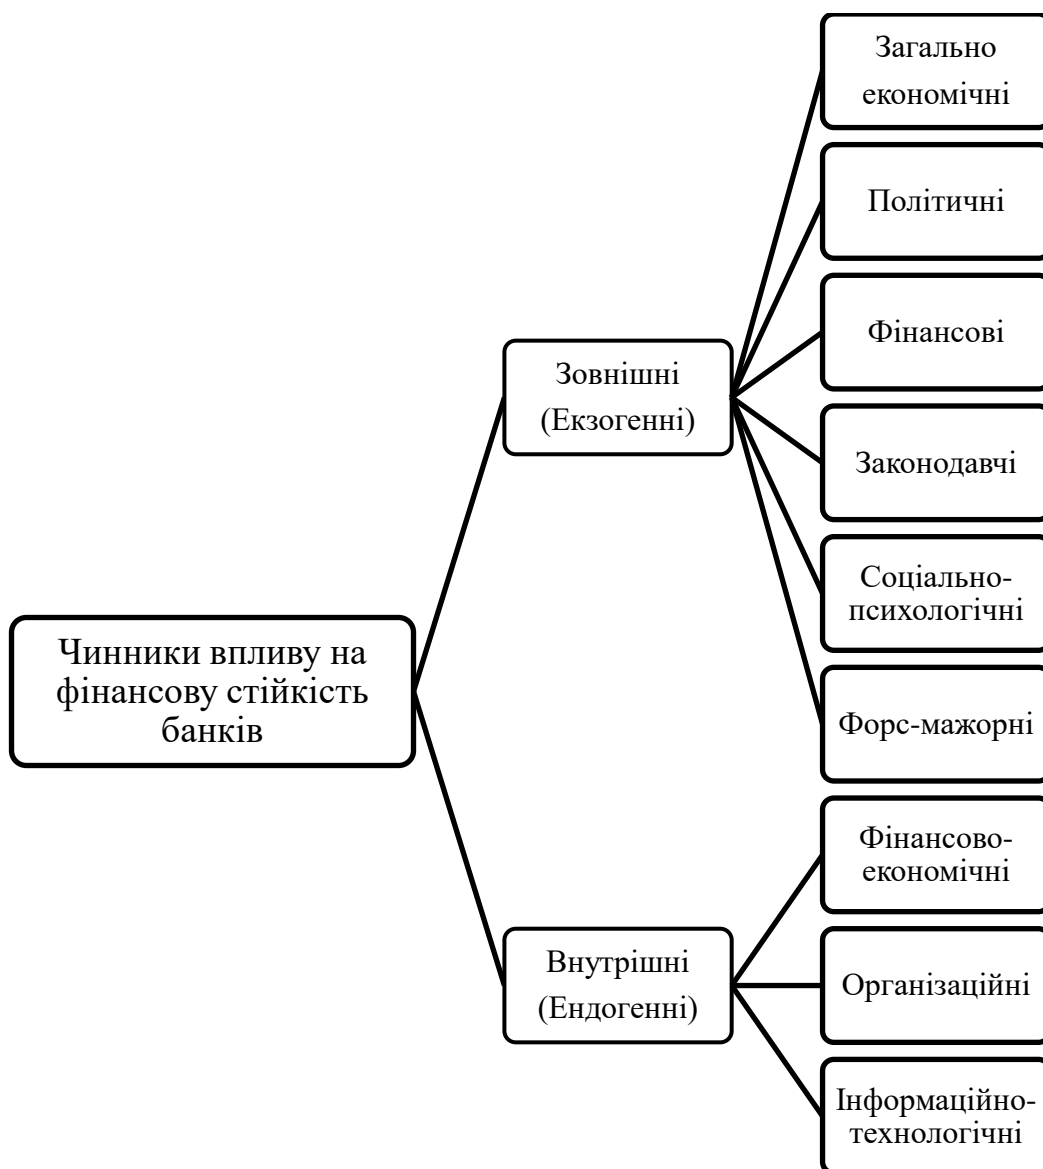 Чинники впливу на
фінансову стійкість
банків
Зовнішні
(Екзогенні)
Загально
економічні
Політичні
Фінансові
Законодавчі
Соціально-
психологічні
Форс-мажорні
Внутрішні
(Ендогенні)
Фінансово-
економічні
Організаційні
Інформаційно-
технологічні